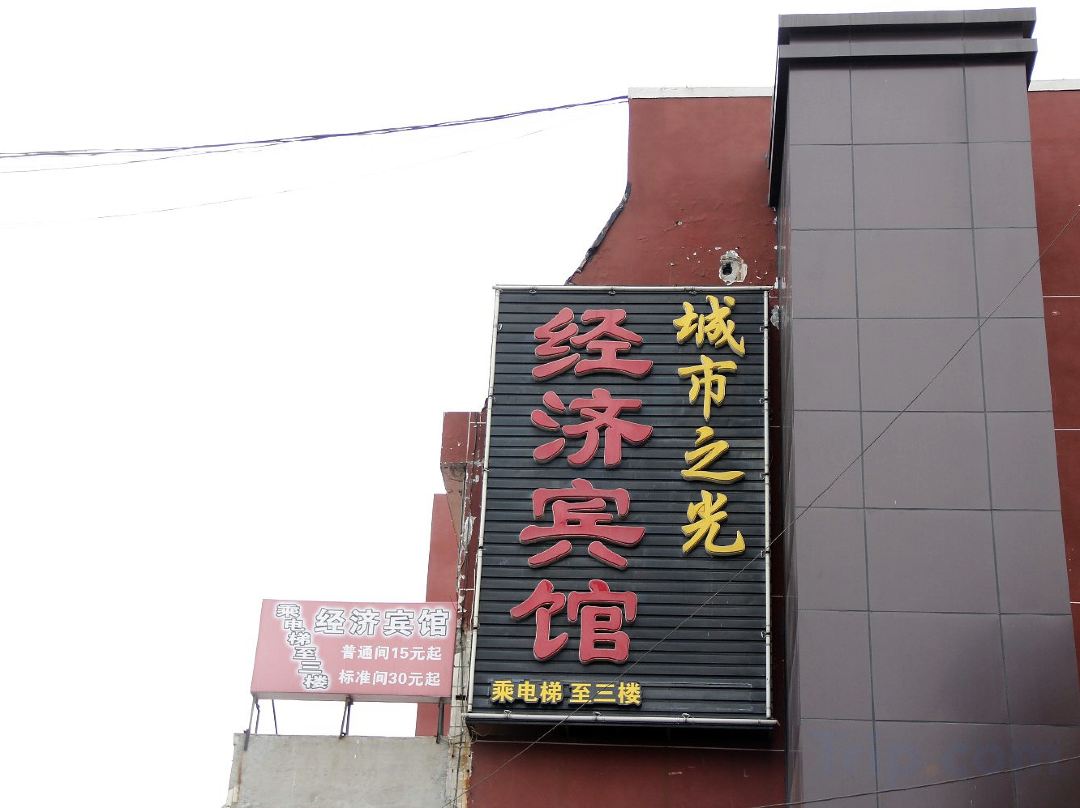 城市之光
经济宾馆
乘电梯 至三楼
乘电梯至三楼
经济宾馆
普通间15元起
标准间30元起
Trip.com